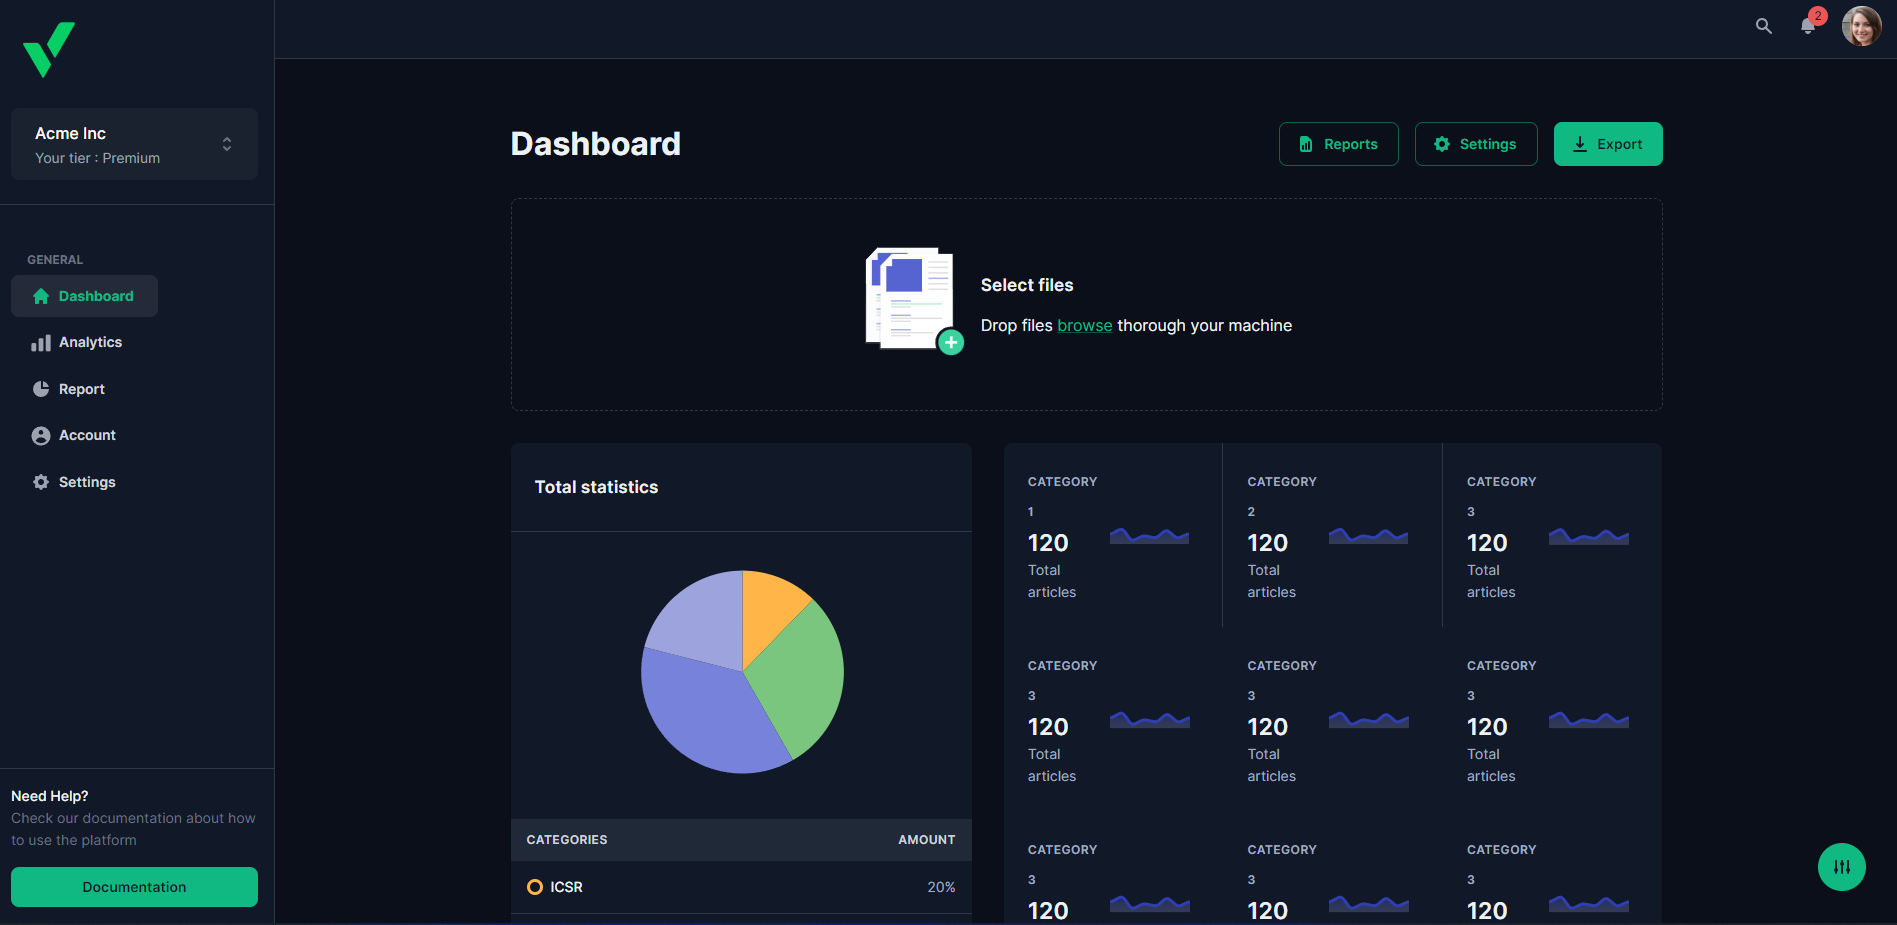 2
Acme Inc
Your tier : Premium
GENERAL
Dashboard
Analytics
Report
Account
Settings
Need Help?
Check our documentation about how
to use the platform
Documentation
Dashboard
Reports
Settings
Export
Select files
Drop files browse thorough your machine
Total statistics
CATEGORIES AMOUNT
ICSR 20%
CATEGORY
1
120
Total
articles
CATEGORY
2
120
Total
articles
CATEGORY
3
120
Total
articles
CATEGORY
3
120
Total
articles
CATEGORY
3
120
Total
articles
CATEGORY
3
120
Total
articles
CATEGORY
3
120
CATEGORY
3
120
CATEGORY
3
120